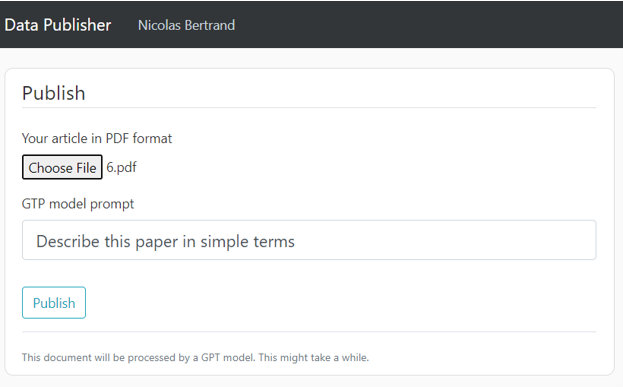 Data Publisher Nicolas Bertrand
Publish
Your article in PDF format
Choose File 6.pdf
GTP model prompt
Describe this paper in simple terms
Publish
This document will be processed by a GPT model. This might take a while.